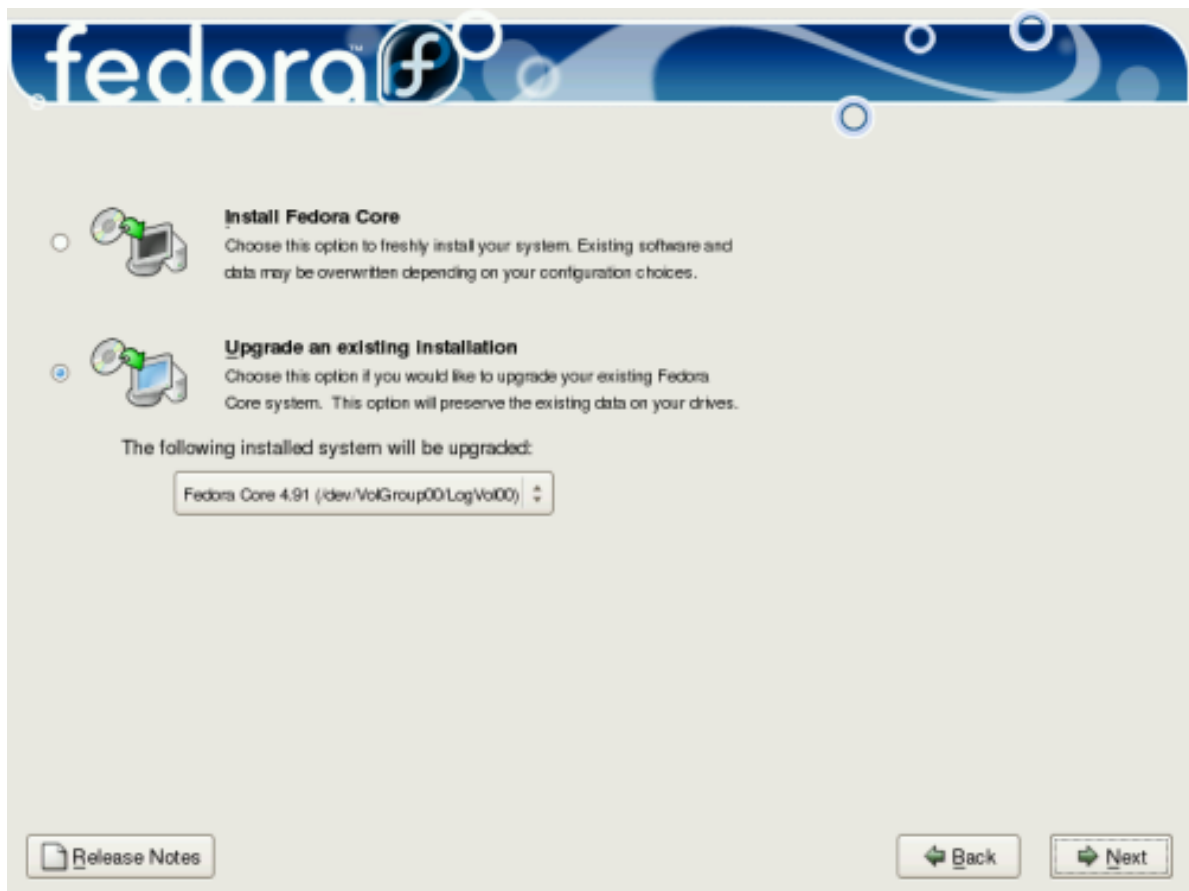 fedora™ f
Install Fedora Core
Choose this option to freshly install your system. Existing software and
data may be overwritten depending on your configuration choices.
Upgrade an existing installation
Choose this option if you would like to upgrade your existing Fedora
Core system.  This option will preserve the existing data on your drives.
The following installed system will be upgraded:
Fedora Core 4.91 (/dev/VolGroup00/LogVol00)
Release Notes
Back
Next